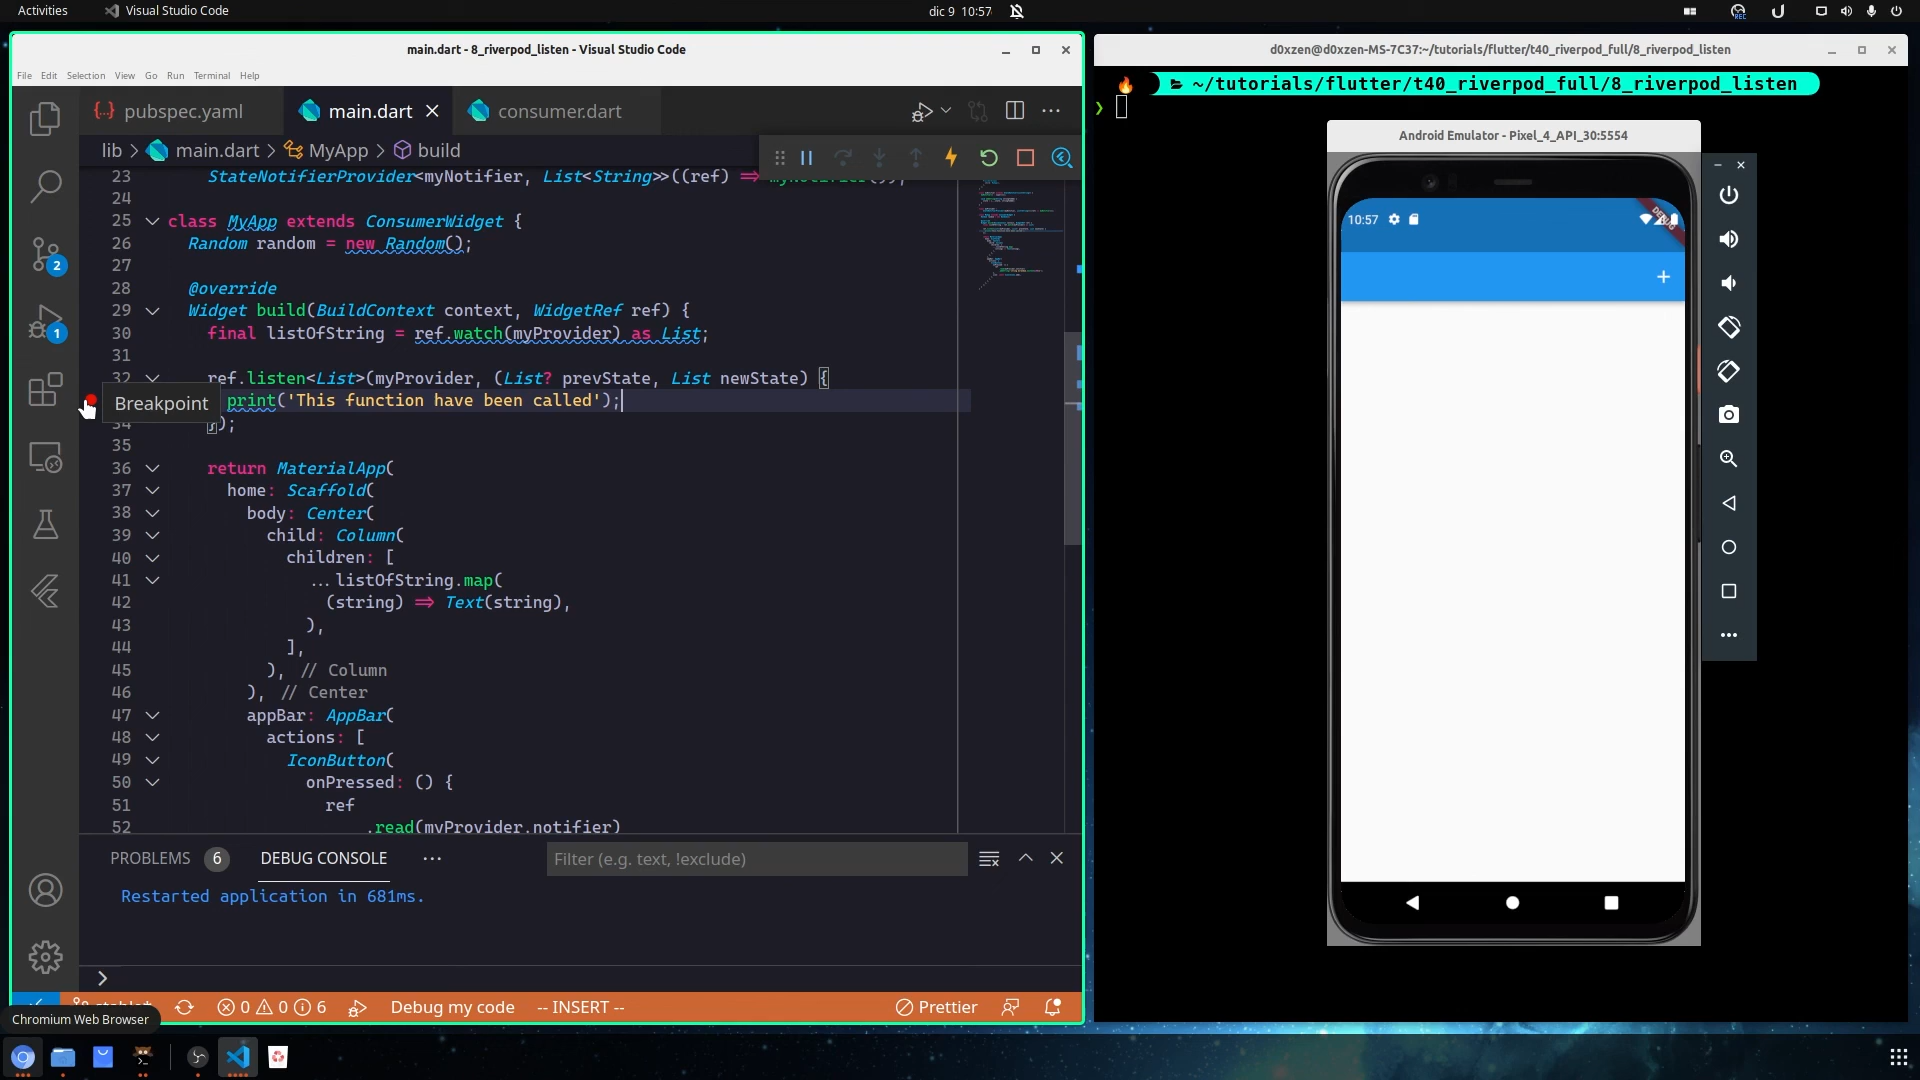 Activities
Visual Studio Code
dic 9 10:57
REC
main.dart - 8_riverpod_listen - Visual Studio Code
File Edit Selection View Go Run Terminal Help
pubspec.yaml
main.dart
consumer.dart
lib > main.dart > MyApp > build
23 StateNotifierProvider<myNotifier, List<String>>((ref) => myNotifier());
24
25 class MyApp extends ConsumerWidget {
26 Random random = new Random();
27
28 @override
29 Widget build(BuildContext context, WidgetRef ref) {
30 final listOfString = ref.watch(myProvider) as List;
31
32 ref.listen<List>(myProvider, (List? prevState, List newState) {
Breakpoint
print('This function have been called');
34 });
35
36 return MaterialApp(
37 home: Scaffold(
38 body: Center(
39 child: Column(
40 children: [
41 ...listOfString.map(
42 (string) => Text(string),
43 ),
44 ],
45 ), // Column
46 ), // Center
47 appBar: AppBar(
48 actions: [
49 IconButton(
50 onPressed: () {
51 ref
52 .read(myProvider.notifier)
2
1
PROBLEMS 6
DEBUG CONSOLE
Filter (e.g. text, !exclude)
Restarted application in 681ms.
0 0 6
Debug my code
-- INSERT --
Prettier
Chromium Web Browser
d0xzen@d0xzen-MS-7C37:~/tutorials/flutter/t40_riverpod_full/8_riverpod_listen
~/tutorials/flutter/t40_riverpod_full/8_riverpod_listen
Android Emulator - Pixel_4_API_30:5554
10:57
DEBUG